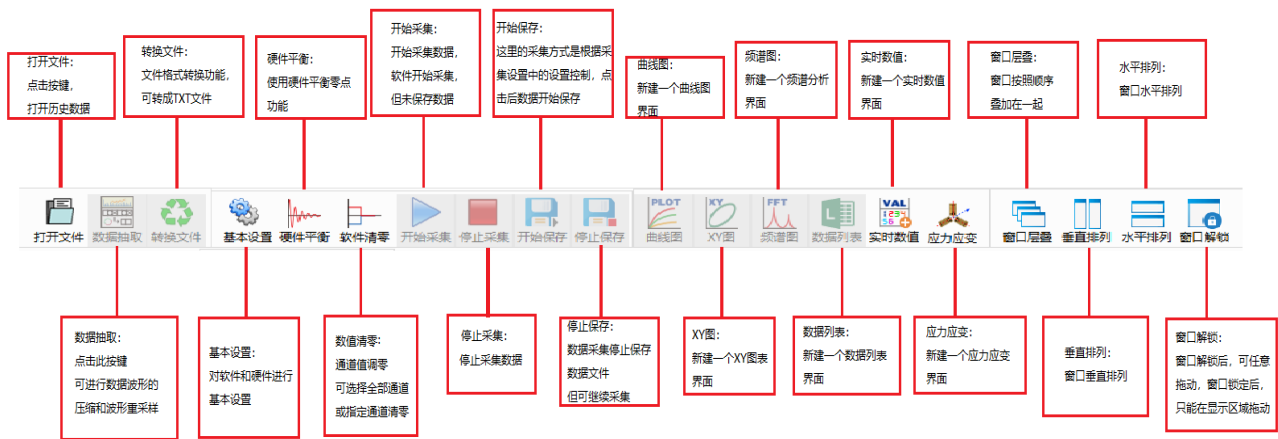 打开文件：
点击按键，
打开历史数据
转换文件：
文件格式转换功能，
可转成TXT文件
硬件平衡：
使用硬件平衡零点
功能
开始采集：
开始采集数据，
软件开始采集，
但未保存数据
开始保存：
这里的采集方式是根据采
集设置中的设置控制，点
击后数据开始保存
曲线图：
新建一个曲线图
界面
频谱图：
新建一个频谱分析
界面
实时数值：
新建一个实时数值
界面
窗口层叠：
窗口按照顺序
叠加在一起
水平排列：
窗口水平排列
PLOT
XY
FFT
VAL
1234
56
打开文件 数据抽取 转换文件 基本设置 硬件平衡 软件清零 开始采集 停止采集 开始保存 停止保存 曲线图 XY图 频谱图 数据列表 实时数值 应力应变 窗口层叠 垂直排列 水平排列 窗口解锁
数据抽取：
点击此按键
可进行数据波形的
压缩和波形重采样
基本设置：
对软件和硬件进行
基本设置
数值清零：
通道值调零
可选择全部通道
或指定通道清零
停止采集：
停止采集数据
停止保存：
数据采集停止保存
数据文件
但可继续采集
XY图：
新建一个XY图表
界面
数据列表：
新建一个数据列表
界面
应力应变：
新建一个应力应变
界面
垂直排列：
窗口垂直排列
窗口解锁：
窗口解锁后，可任意
拖动，窗口锁定后，
只能在显示区域拖动